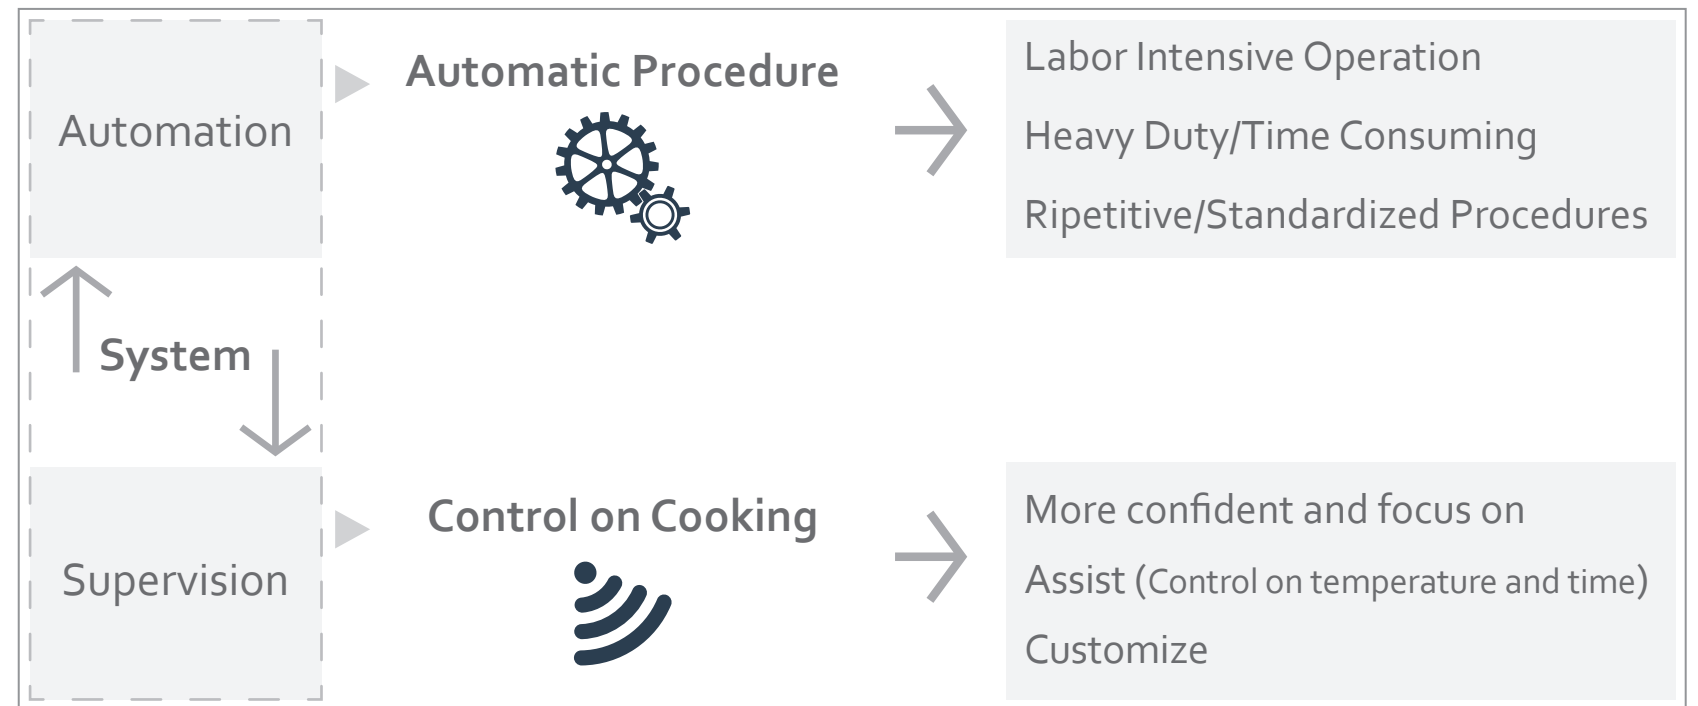 Automation
Automatic Procedure
Labor Intensive Operation
Heavy Duty/Time Consuming
Ripetitive/Standardized Procedures
System
Supervision
Control on Cooking
More confident and focus on
Assist (Control on temperature and time)
Customize